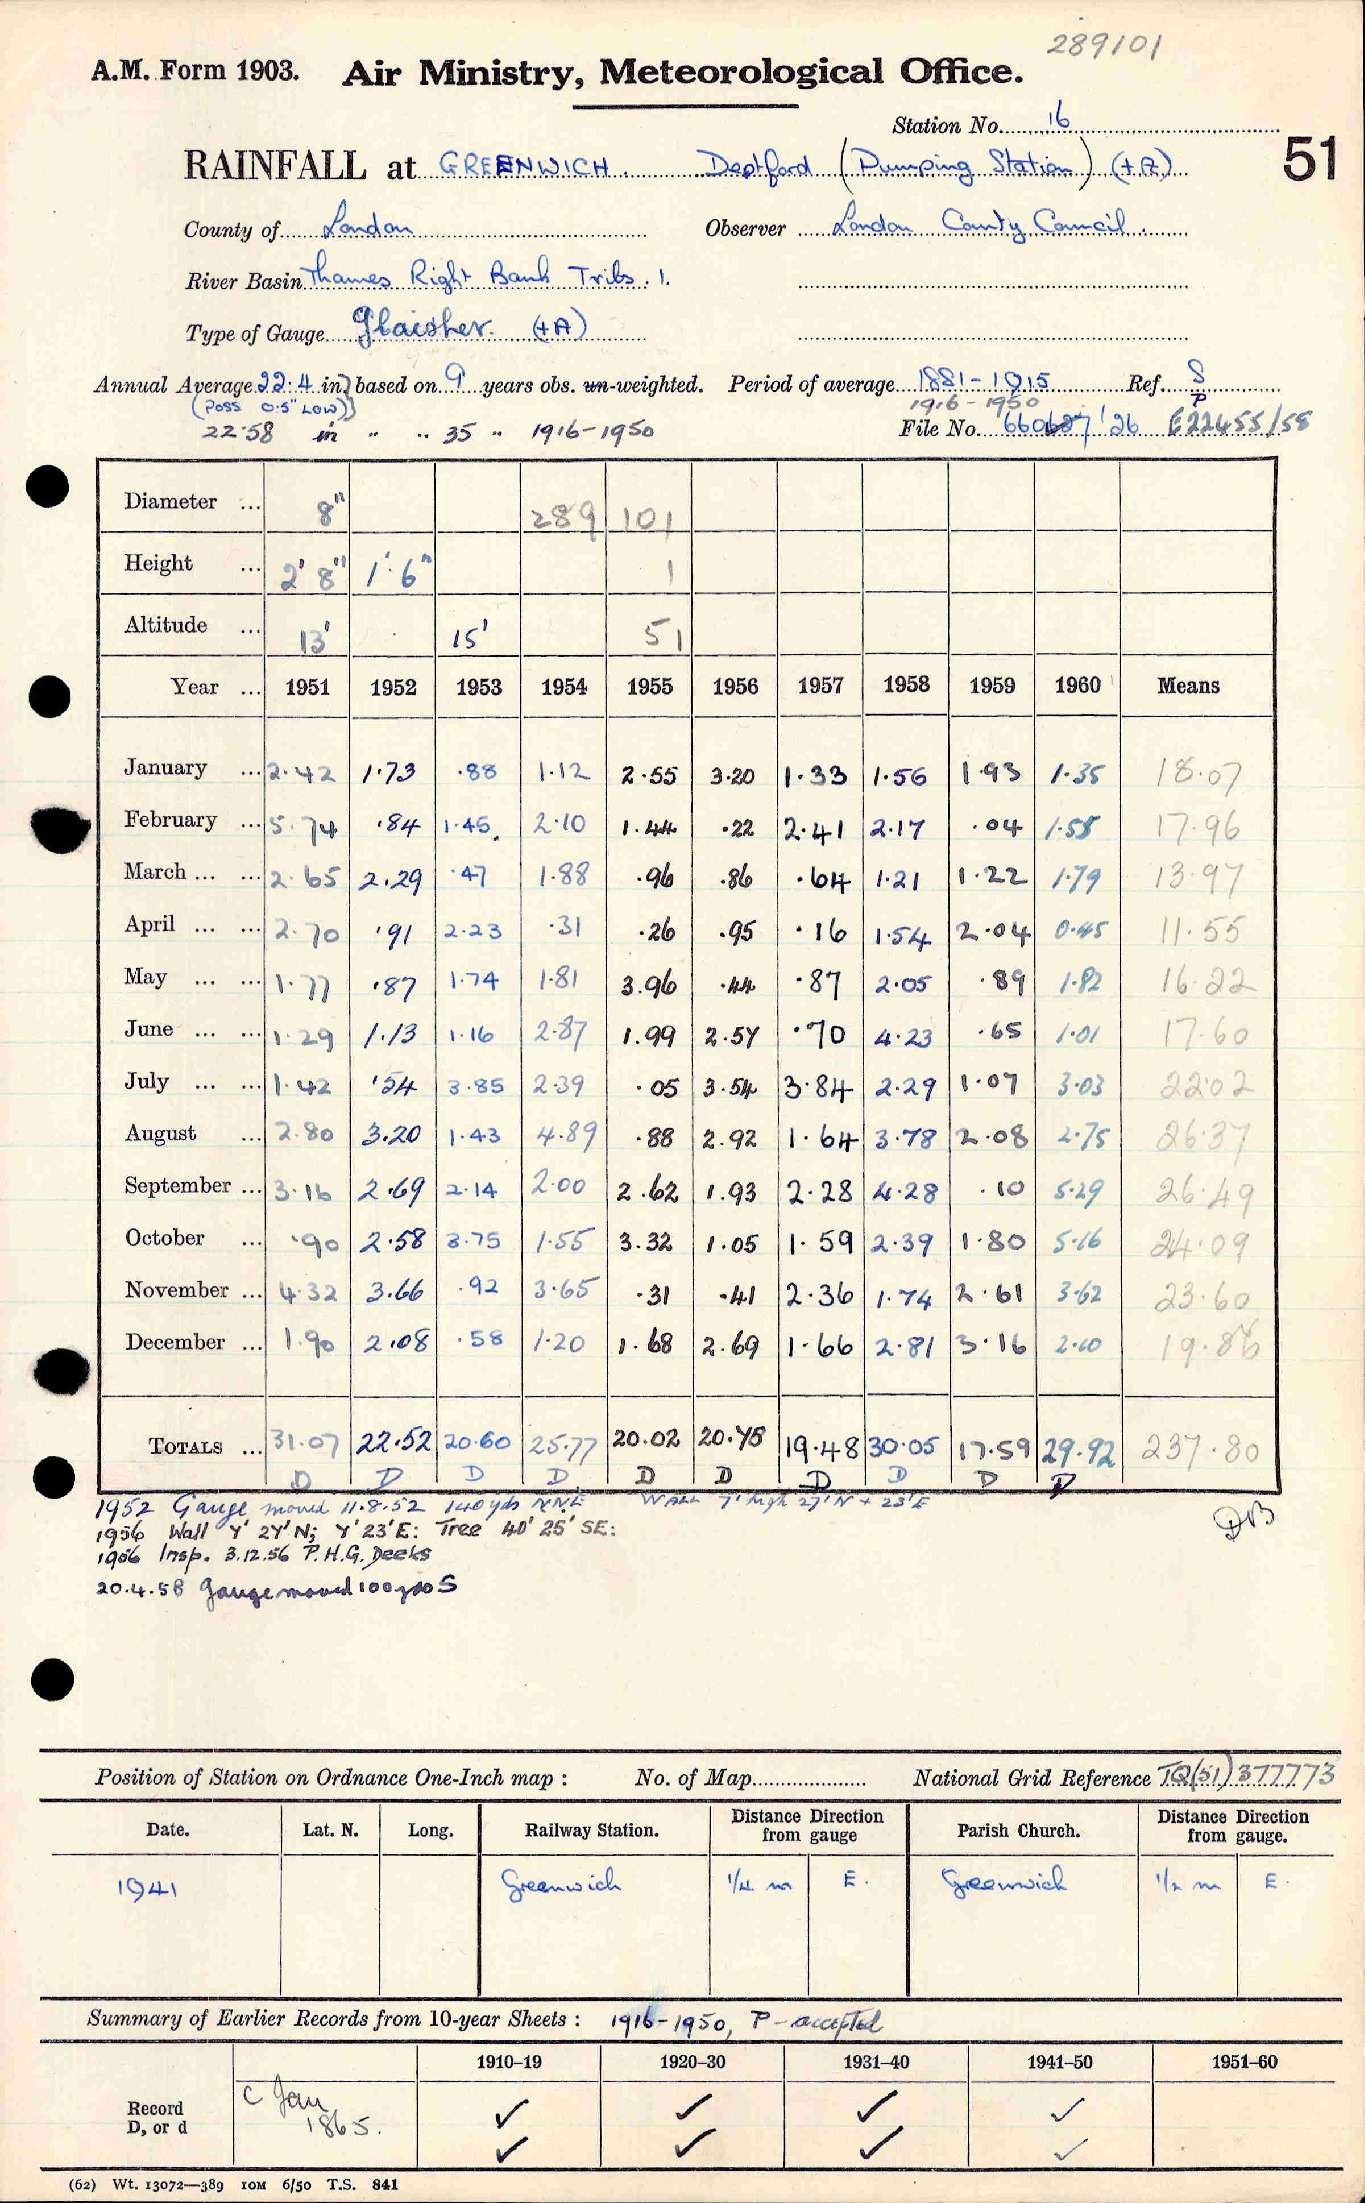 289101
A.M. Form 1903. Air Ministry, Meteorological Office.
Station No. 16
RAINFALL at GREENWICH. Deptford (Pumping Station) (+A) 51
County of London Observer London County Council.
River Basin Thames Right Bank Tribs. 1.
Type of Gauge Glaisher. (+A)
Annual Average 22.4 in} based on 9 years obs. un-weighted. Period of average 1881-1915 Ref. S
(Poss 0.5" Low)} 1916-1950 P
22.58 in " " 35 " 1916-1950 File No. 660687/26 E22455/58
Diameter ... 8" 289 101
Height ... 2' 8" 1' 6" 1
Altitude ... 13' 15' 51
Year ... 1951 1952 1953 1954 1955 1956 1957 1958 1959 1960 Means
January ... 2.42 1.73 .88 1.12 2.55 3.20 1.33 1.56 1.93 1.35 18.07
February ... 5.74 .84 1.45 2.10 1.44 .22 2.41 2.17 .04 1.55 17.96
March ... ... 2.65 2.29 .47 1.88 .96 .86 .64 1.21 1.22 1.79 13.97
April ... ... 2.70 .91 2.23 .31 .26 .95 .16 1.54 2.04 0.45 11.55
May ... ... 1.77 .87 1.74 1.81 3.96 .44 .87 2.05 .89 1.82 16.22
June ... ... 1.29 1.13 1.16 2.87 1.99 2.57 .70 4.23 .65 1.01 17.60
July ... ... 1.42 .54 3.85 2.39 .05 3.54 3.84 2.29 1.07 3.03 22.02
August ... 2.80 3.20 1.43 4.89 .88 2.92 1.64 3.78 2.08 2.75 26.37
September ... 3.16 2.69 2.14 2.00 2.62 1.93 2.28 4.28 .10 5.29 26.49
October ... .90 2.58 3.75 1.55 3.32 1.05 1.59 2.39 1.80 5.16 24.09
November ... 4.32 3.66 .92 3.65 .31 .41 2.36 1.74 2.61 3.62 23.60
December ... 1.90 2.08 .58 1.20 1.68 2.69 1.66 2.81 3.16 2.10 19.86
TOTALS ... 31.07 22.52 20.60 25.77 20.02 20.78 19.48 30.05 17.59 29.92 237.80
D D D D D D D D D D
1952 Gauge moved 11.8.52 140 yds NNE Wall 7' high 27' N + 23' E
1956 Wall 7' 27' N; 7' 23' E: Tree 40' 25' SE:
1956 Insp. 3.12.56 P.H.G. Deeks
20.4.58 Gauge moved 100 yds S
Position of Station on Ordnance One-Inch map : No. of Map National Grid Reference TQ(51)377773
Date. Lat. N. Long. Railway Station. Distance Direction from gauge Parish Church. Distance Direction from gauge.
1941 Greenwich 1/4 m E. Greenwich 1/2 m E.
Summary of Earlier Records from 10-year Sheets : 1916-1950, P-accepted
1910–19 1920–30 1931–40 1941–50 1951–60
Record D, or d C Jan 1865. ✓ ✓ ✓ ✓
✓ ✓ ✓ ✓
(62) Wt. 13072—389 10M 6/50 T.S. 841